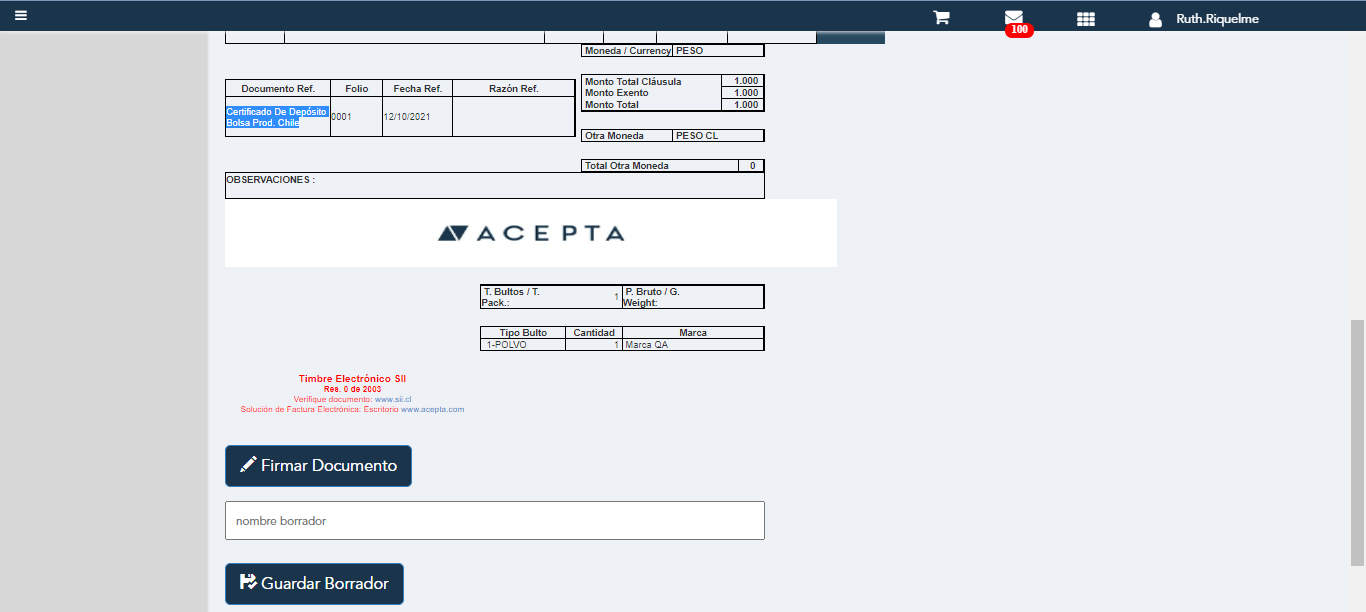 Ruth.Riquelme
100
Moneda / Currency PESO
Monto Total Cláusula 1.000
Monto Exento 1.000
Monto Total 1.000
Documento Ref. Folio Fecha Ref. Razón Ref.
Certificado De Depósito
Bolsa Prod. Chile 0001 12/10/2021
Otra Moneda PESO CL
Total Otra Moneda 0
OBSERVACIONES :
ACEPTA
T. Bultos / T. Pack.: 1 P. Bruto / G. Weight:
Tipo Bulto Cantidad Marca
1-POLVO 1 Marca QA
Timbre Electrónico SII
Res. 0 de 2003
Verifique documento: www.sii.cl
Solución de Factura Electrónica: Escritorio www.acepta.com
Firmar Documento
nombre borrador
Guardar Borrador